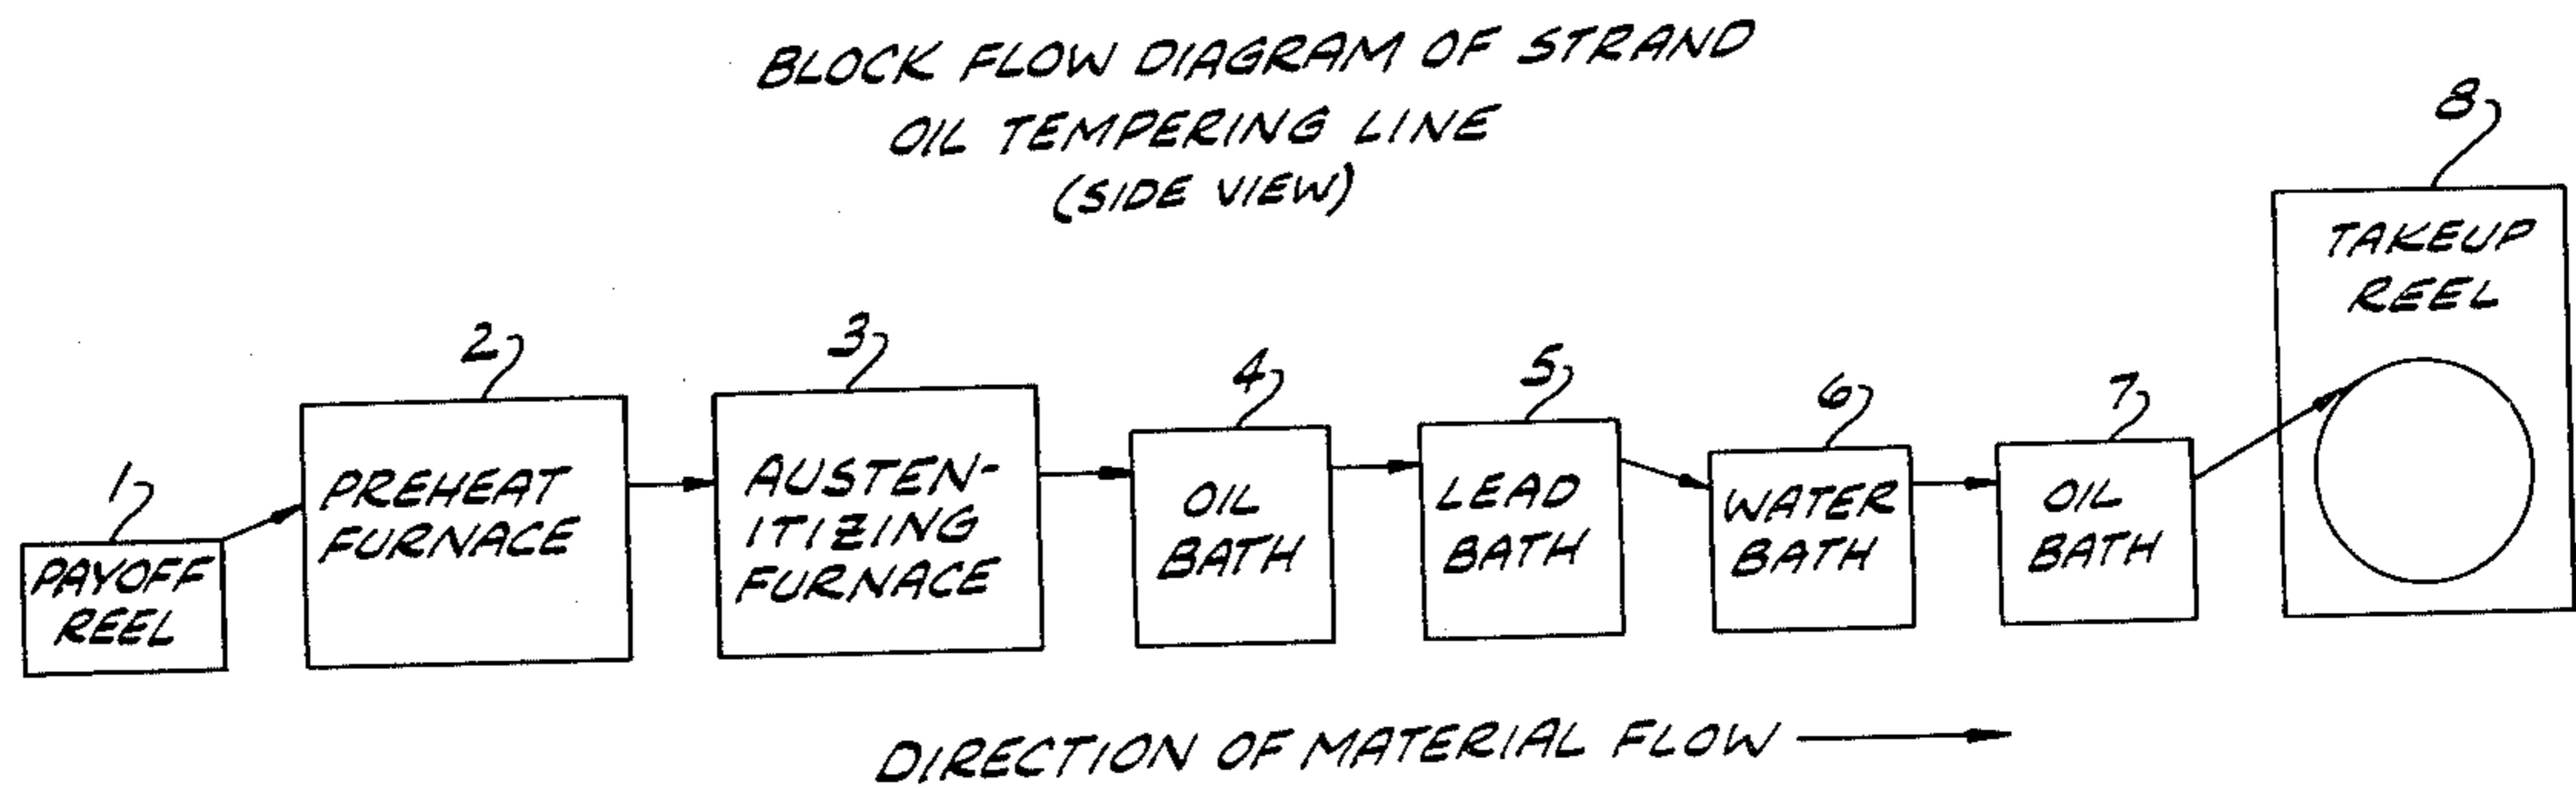 BLOCK FLOW DIAGRAM OF STRAND
OIL TEMPERING LINE
(SIDE VIEW)
1
PAYOFF
REEL
2
PREHEAT
FURNACE
3
AUSTEN-
ITIZING
FURNACE
4
OIL
BATH
5
LEAD
BATH
6
WATER
BATH
7
OIL
BATH
8
TAKEUP
REEL
DIRECTION OF MATERIAL FLOW